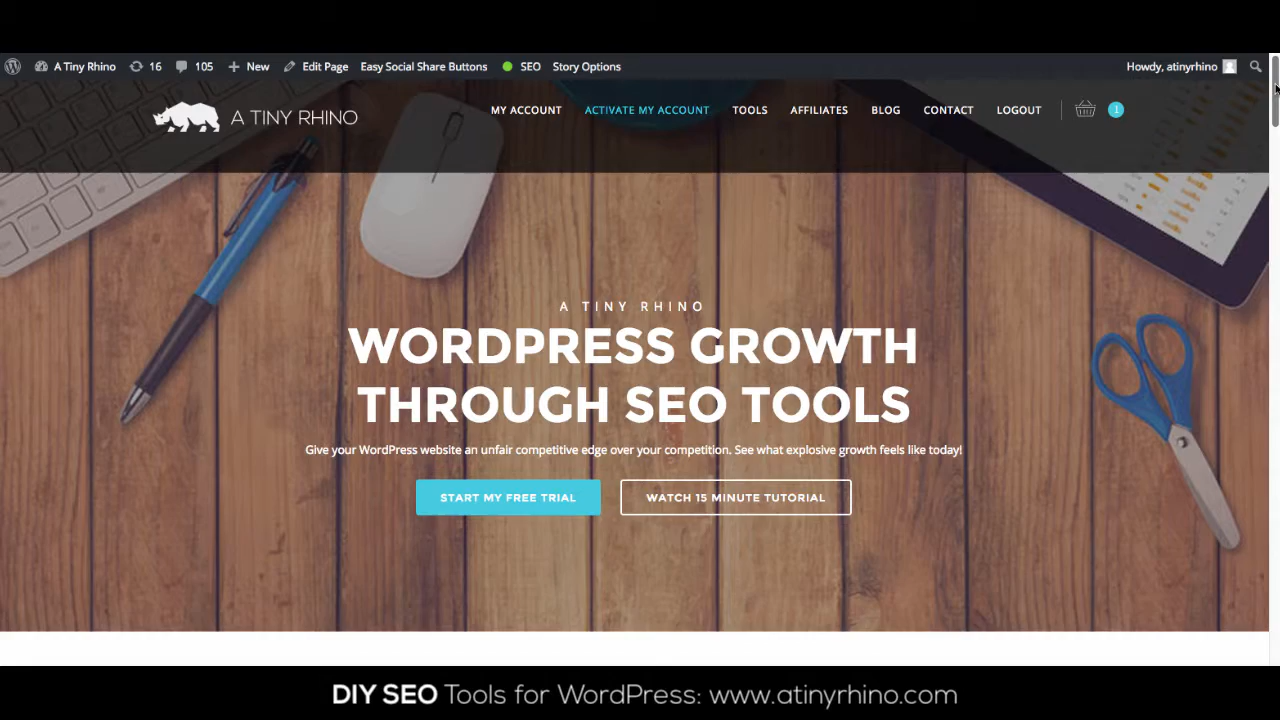 A Tiny Rhino 16 105 New Edit Page Easy Social Share Buttons SEO Story Options Howdy, atinyrhino
A TINY RHINO MY ACCOUNT ACTIVATE MY ACCOUNT TOOLS AFFILIATES BLOG CONTACT LOGOUT 1
A TINY RHINO
WORDPRESS GROWTH
THROUGH SEO TOOLS
Give your WordPress website an unfair competitive edge over your competition. See what explosive growth feels like today!
START MY FREE TRIAL WATCH 15 MINUTE TUTORIAL
DIY SEO Tools for WordPress: www.atinyrhino.com